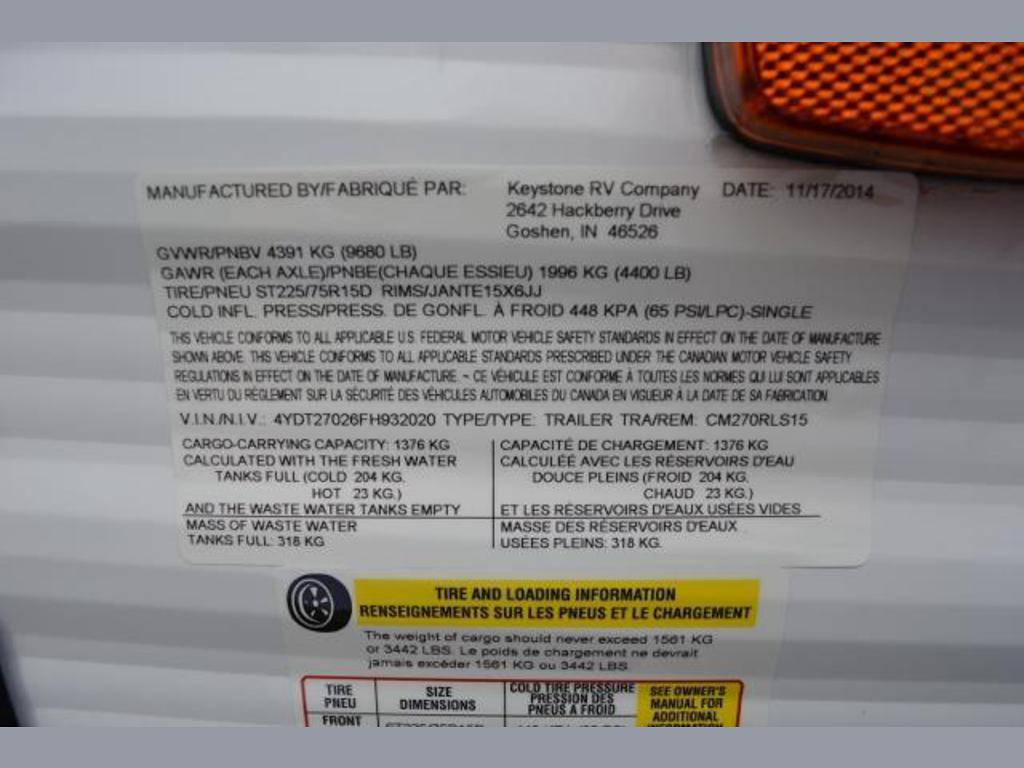 MANUFACTURED BY/FABRIQUÉ PAR: Keystone RV Company DATE: 11/17/2014
2642 Hackberry Drive
Goshen, IN 46526
GVWR/PNBV 4391 KG (9680 LB)
GAWR (EACH AXLE)/PNBE(CHAQUE ESSIEU) 1996 KG (4400 LB)
TIRE/PNEU ST225/75R15D RIMS/JANTE15X6JJ
COLD INFL. PRESS/PRESS. DE GONFL. À FROID 448 KPA (65 PSI/LPC)-SINGLE
THIS VEHICLE CONFORMS TO ALL APPLICABLE U.S. FEDERAL MOTOR VEHICLE SAFETY STANDARDS IN EFFECT ON THE DATE OF MANUFACTURE
SHOWN ABOVE. THIS VEHICLE CONFORMS TO ALL APPLICABLE STANDARDS PRESCRIBED UNDER THE CANADIAN MOTOR VEHICLE SAFETY
REGULATIONS IN EFFECT ON THE DATE OF MANUFACTURE. ~ CE VÉHICULE EST CONFORME À TOUTES LES NORMES QUI LUI SONT APPLICABLES
EN VERTU DU RÈGLEMENT SUR LA SÉCURITÉ DES VÉHICLES AUTOMOBILES DU CANADA EN VIGUEUR À LA DATE DE SA FABRICATION.
V.I.N./N.I.V.: 4YDT27026FH932020 TYPE/TYPE: TRAILER TRA/REM: CM270RLS15
CARGO-CARRYING CAPACITY: 1376 KG
CALCULATED WITH THE FRESH WATER
TANKS FULL (COLD 204 KG.
HOT 23 KG.)
AND THE WASTE WATER TANKS EMPTY
MASS OF WASTE WATER
TANKS FULL: 318 KG
CAPACITÉ DE CHARGEMENT: 1376 KG
CALCULÉE AVEC LES RÉSERVOIRS D'EAU
DOUCE PLEINS (FROID 204 KG.
CHAUD 23 KG.)
ET LES RÉSERVOIRS D'EAUX USÉES VIDES
MASSE DES RÉSERVOIRS D'EAUX
USÉES PLEINS: 318 KG.
TIRE AND LOADING INFORMATION
RENSEIGNEMENTS SUR LES PNEUS ET LE CHARGEMENT
The weight of cargo should never exceed 1561 KG
or 3442 LBS. Le poids de chargement ne devrait
jamais excéder 1561 KG ou 3442 LBS.
TIRE
PNEU
SIZE
DIMENSIONS
COLD TIRE PRESSURE
PRESSION DES
PNEUS A FROID
SEE OWNER'S
MANUAL FOR
ADDITIONAL
FRONT